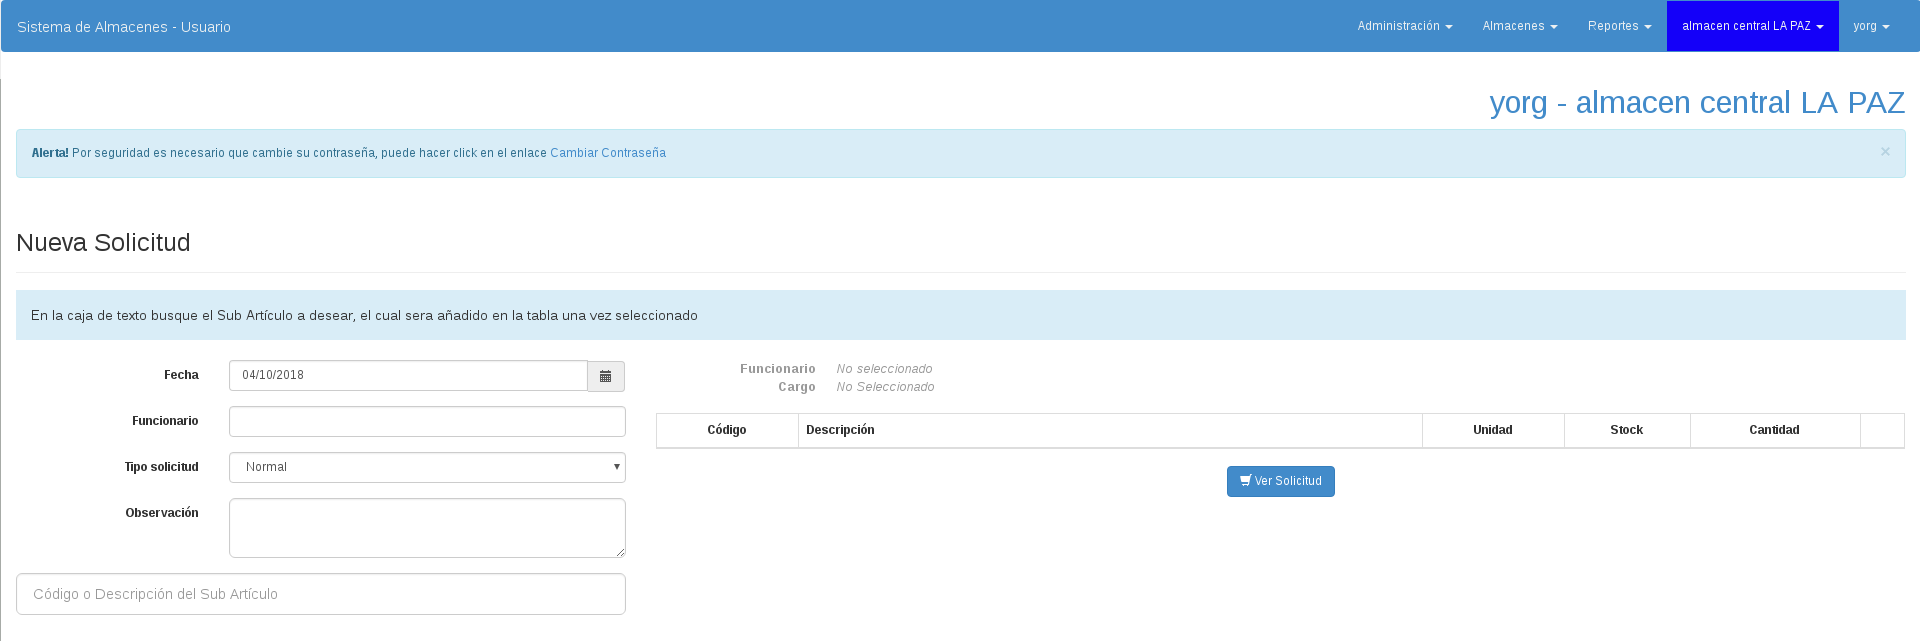 Sistema de Almacenes - Usuario
Administración
Almacenes
Reportes
almacen central LA PAZ
yorg
yorg - almacen central LA PAZ
Alerta! Por seguridad es necesario que cambie su contraseña, puede hacer click en el enlace Cambiar Contraseña
×
Nueva Solicitud
En la caja de texto busque el Sub Artículo a desear, el cual sera añadido en la tabla una vez seleccionado
Fecha
04/10/2018
Funcionario
Tipo solicitud
Normal
Observación
Código o Descripción del Sub Artículo
Funcionario No seleccionado
Cargo No Seleccionado
Código Descripción Unidad Stock Cantidad
Ver Solicitud